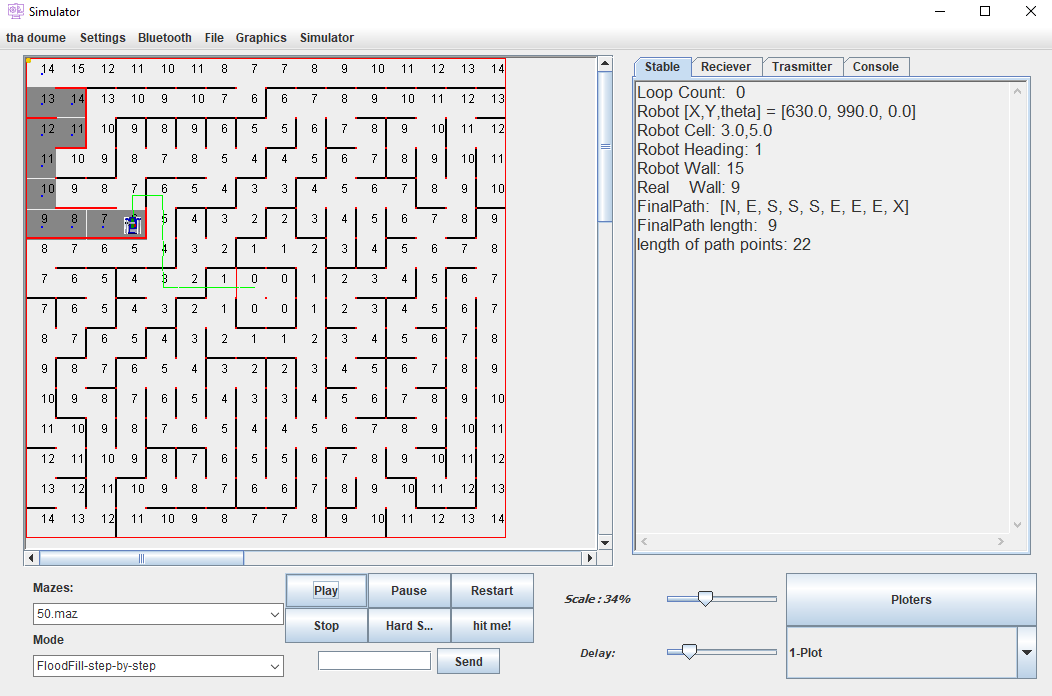 Simulator
tha doume Settings Bluetooth File Graphics Simulator
14 15 12 11 10 11 8 7 7 8 9 10 11 12 13 14
13 14 13 10 9 10 7 6 7 8 9 10 11 12 13
12 11 10 9 8 9 6 5 5 6 7 8 9 10 11 12
11 10 9 8 7 8 5 4 4 5 6 7 8 9 10 11
10 9 8 7 6 5 4 3 3 4 5 6 7 8 9 10
9 8 7 5 4 3 2 2 3 4 5 6 7 8 9
8 7 6 5 4 3 2 1 1 2 3 4 5 6 7 8
7 6 5 4 3 2 1 0 0 1 2 3 4 5 6 7
7 6 5 4 3 2 1 0 0 1 2 3 4 5 6 7
8 7 6 5 4 3 2 1 1 2 3 4 5 6 7 8
9 8 7 6 5 4 3 2 2 3 4 5 6 7 8 9
10 9 8 7 6 5 4 3 3 4 5 6 7 8 9 10
11 10 9 8 7 6 5 4 4 5 6 7 8 9 10 11
12 11 10 9 8 7 6 5 5 6 7 8 9 10 11 12
13 12 11 10 9 8 7 6 6 7 8 9 10 11 12 13
14 13 12 11 10 9 8 7 7 8 9 10 11 12 13 14
Stable Reciever Trasmitter Console
Loop Count: 0
Robot [X,Y,theta] = [630.0, 990.0, 0.0]
Robot Cell: 3.0,5.0
Robot Heading: 1
Robot Wall: 15
Real Wall: 9
FinalPath: [N, E, S, S, S, E, E, E, X]
FinalPath length: 9
length of path points: 22
Mazes:
50.maz
Mode
FloodFill-step-by-step
Play Pause Restart
Stop Hard S... hit me!
Send
Scale : 34%
Delay:
Ploters
1-Plot